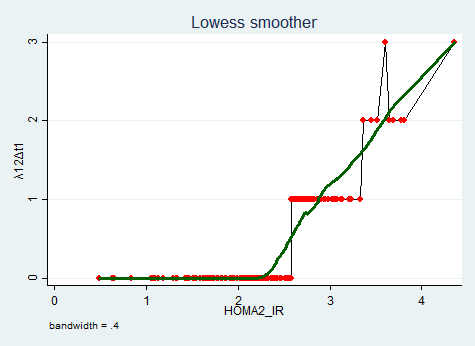 Lowess smoother
3
2
1
0
λ12Δt1
0 1 2 3 4
HOMA2_IR
bandwidth = .4